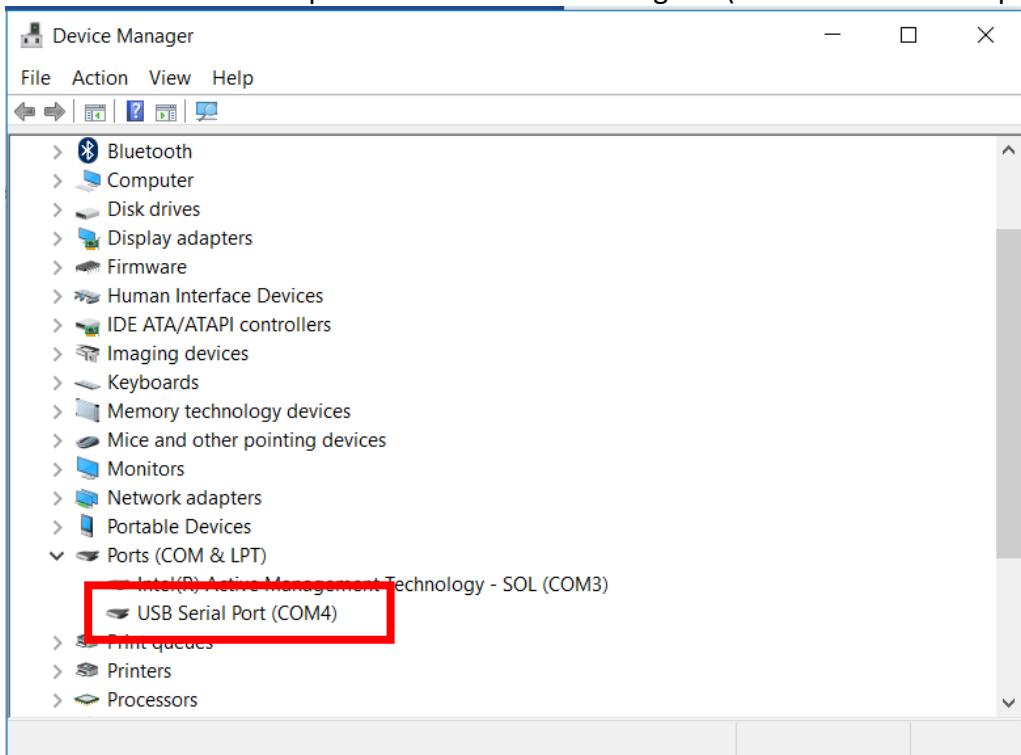 Device Manager
File Action View Help
Bluetooth
Computer
Disk drives
Display adapters
Firmware
Human Interface Devices
IDE ATA/ATAPI controllers
Imaging devices
Keyboards
Memory technology devices
Mice and other pointing devices
Monitors
Network adapters
Portable Devices
Ports (COM & LPT)
Intel(R) Active Management Technology - SOL (COM3)
USB Serial Port (COM4)
Print queues
Printers
Processors